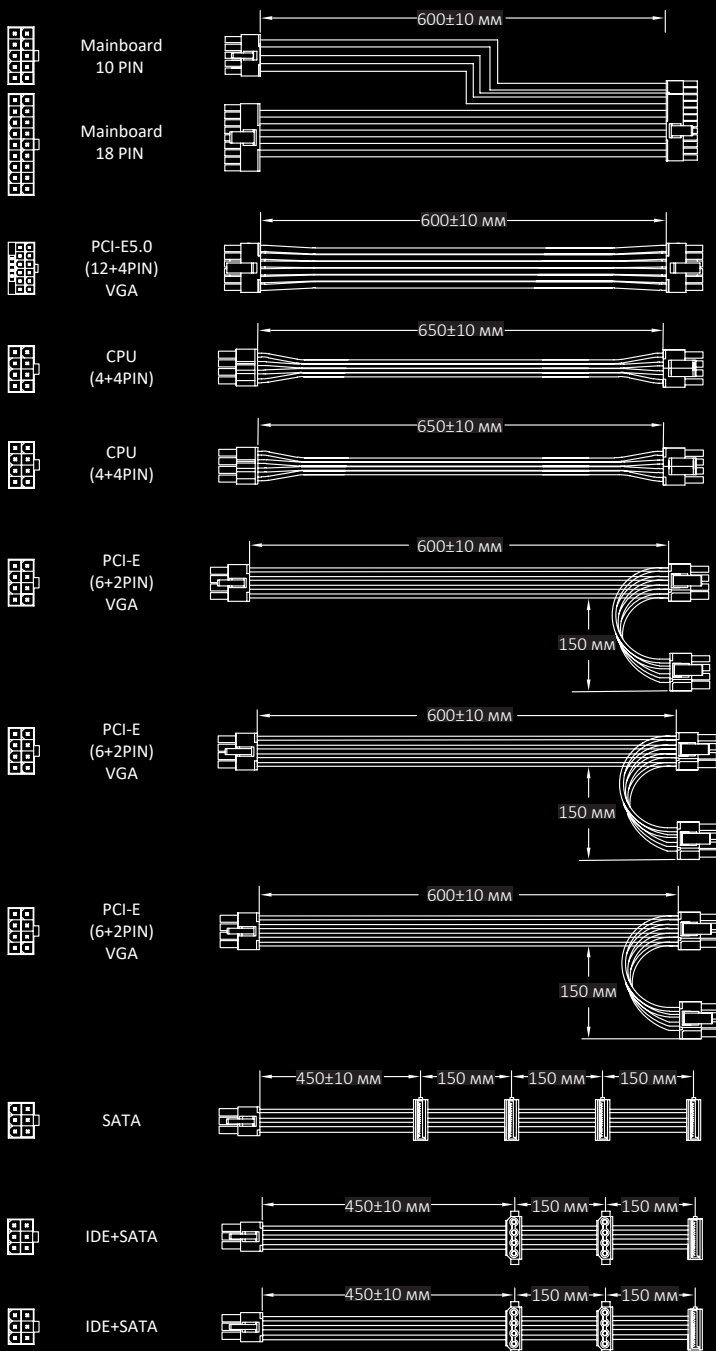 600±10 мм
Mainboard
10 PIN
Mainboard
18 PIN
600±10 мм
PCI-E5.0
(12+4PIN)
VGA
650±10 мм
CPU
(4+4PIN)
650±10 мм
CPU
(4+4PIN)
600±10 мм
PCI-E
(6+2PIN)
VGA
150 мм
600±10 мм
PCI-E
(6+2PIN)
VGA
150 мм
600±10 мм
PCI-E
(6+2PIN)
VGA
150 мм
450±10 мм 150 мм 150 мм 150 мм
SATA
450±10 мм 150 мм 150 мм
IDE+SATA
450±10 мм 150 мм 150 мм
IDE+SATA